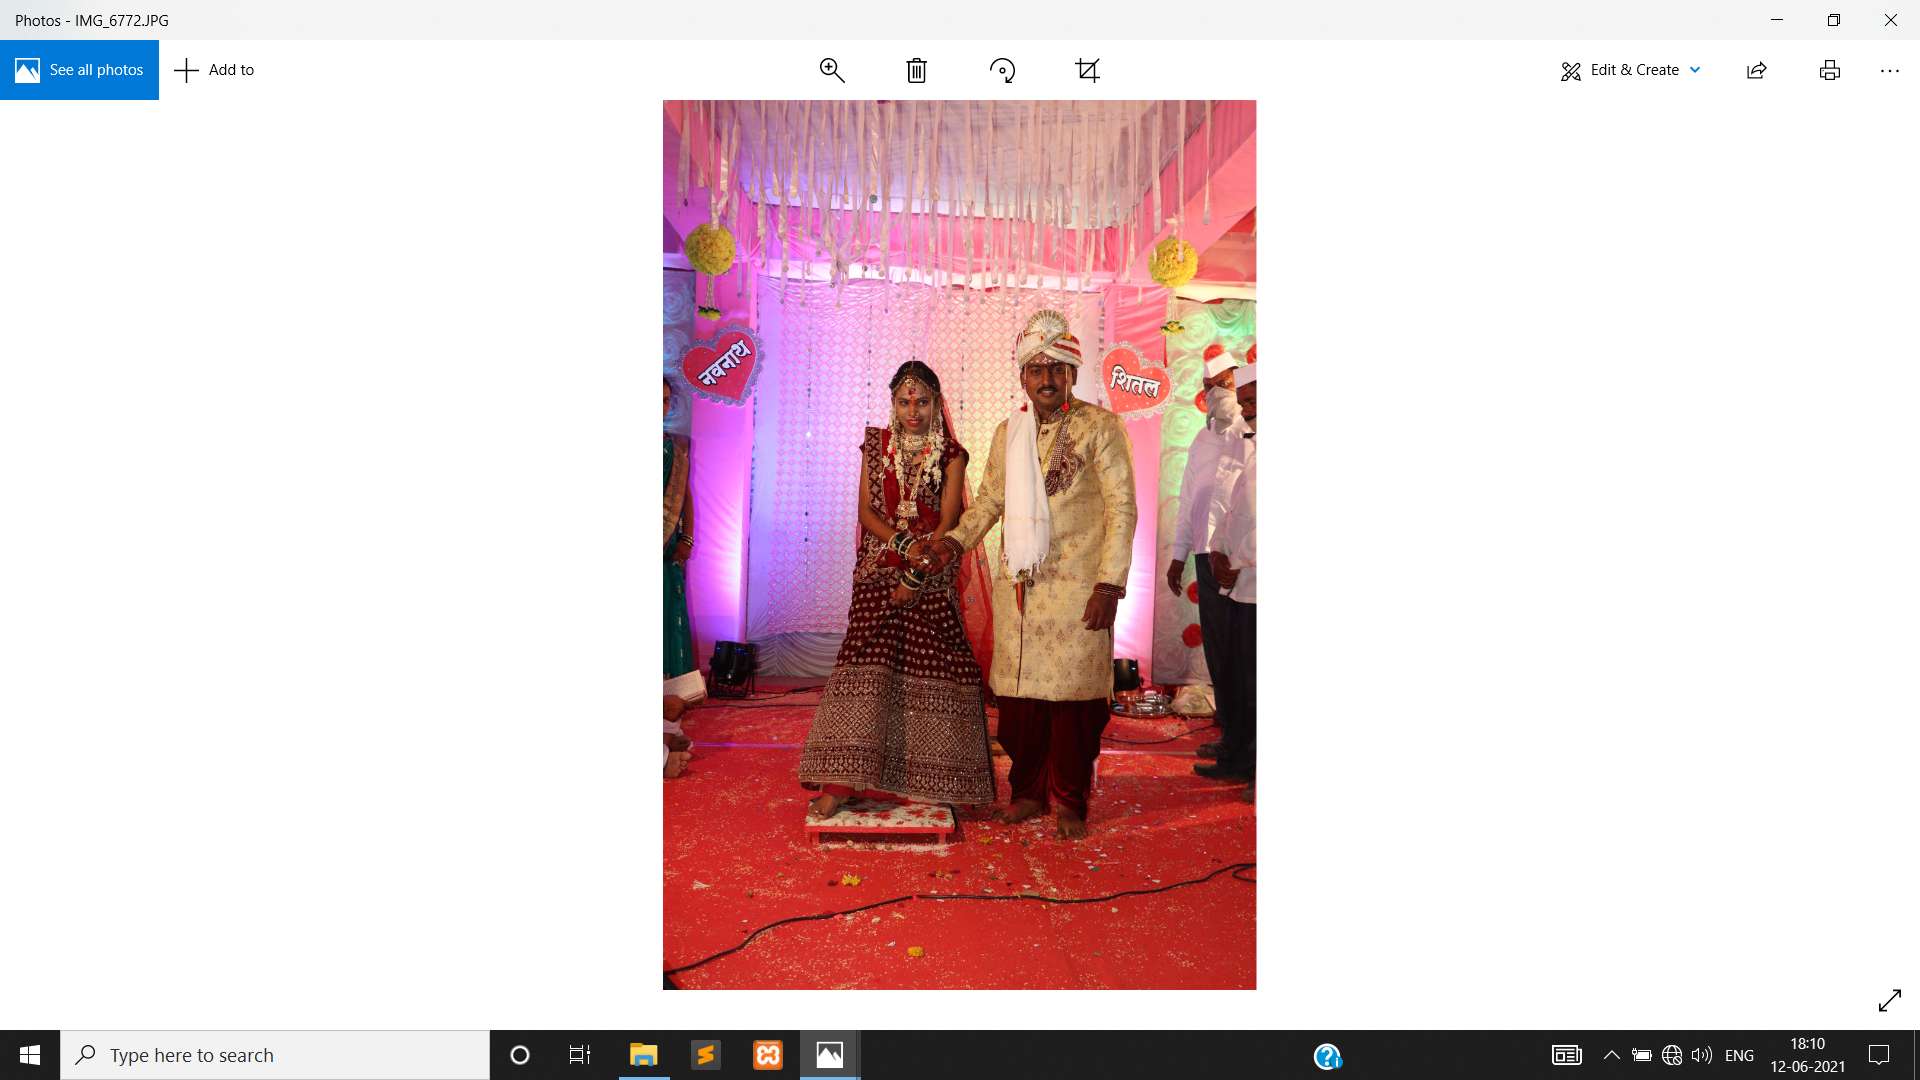 Photos - IMG_6772.JPG
See all photos
Add to
Edit & Create
नवनाथ
शितल
Type here to search
ENG
18:10
12-06-2021